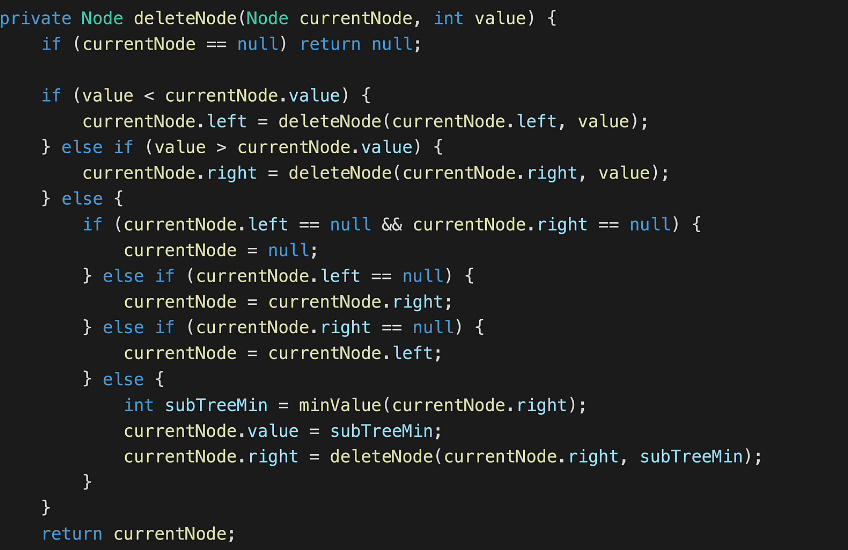 private Node deleteNode(Node currentNode, int value) {
    if (currentNode == null) return null;

    if (value < currentNode.value) {
        currentNode.left = deleteNode(currentNode.left, value);
    } else if (value > currentNode.value) {
        currentNode.right = deleteNode(currentNode.right, value);
    } else {
        if (currentNode.left == null && currentNode.right == null) {
            currentNode = null;
        } else if (currentNode.left == null) {
            currentNode = currentNode.right;
        } else if (currentNode.right == null) {
            currentNode = currentNode.left;
        } else {
            int subTreeMin = minValue(currentNode.right);
            currentNode.value = subTreeMin;
            currentNode.right = deleteNode(currentNode.right, subTreeMin);
        }
    }
    return currentNode;